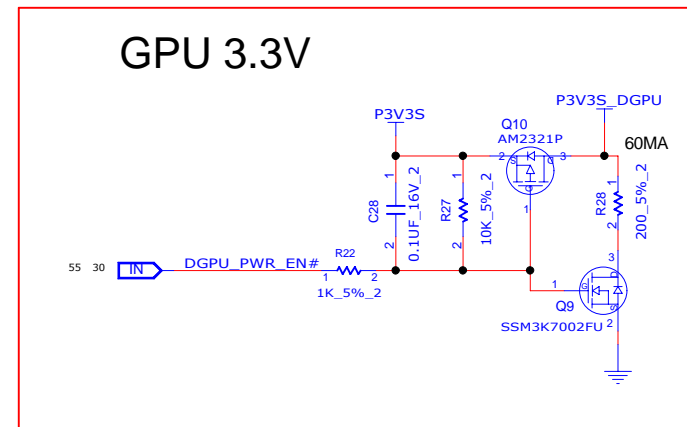 GPU 3.3V
P3V3S
P3V3S_DGPU
Q10
AM2321P
60MA
2
S
D
3
G
1
1
C28
0.1UF_16V_2
2
1
R27
10K_5%_2
2
1
R28
200_5%_2
2
55 30
IN
DGPU_PWR_EN#
R22
1
2
1K_5%_2
3
D
1
G
S
Q9
2
SSM3K7002FU